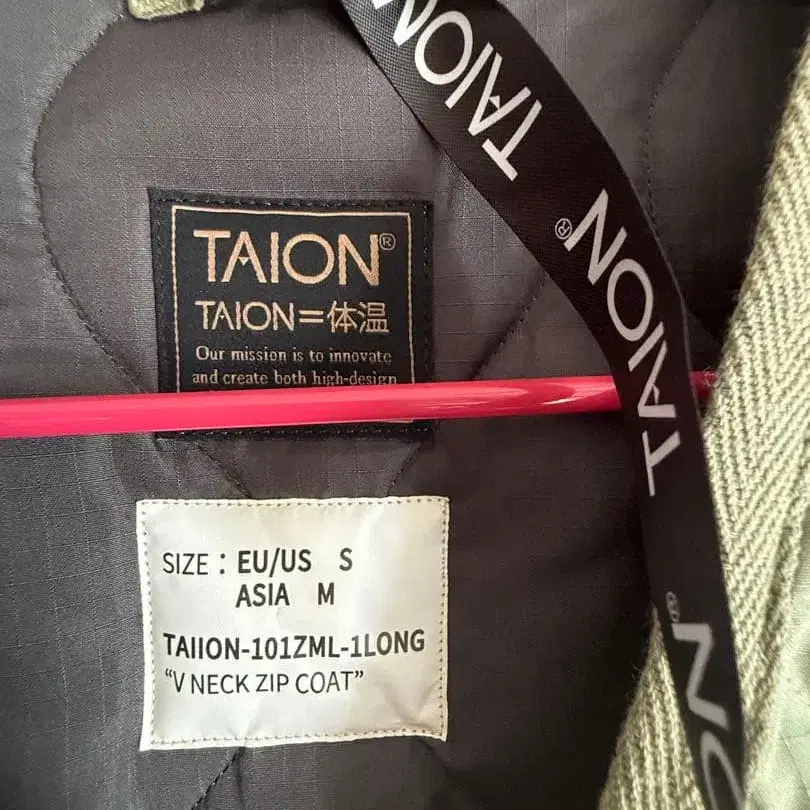 TAION
TAION®
TAION®
TAION=体温
Our mission is to innovate
and create both high-design
TAION®
SIZE : EU/US S
ASIA M
TAIION-101ZML-1LONG
“V NECK ZIP COAT”